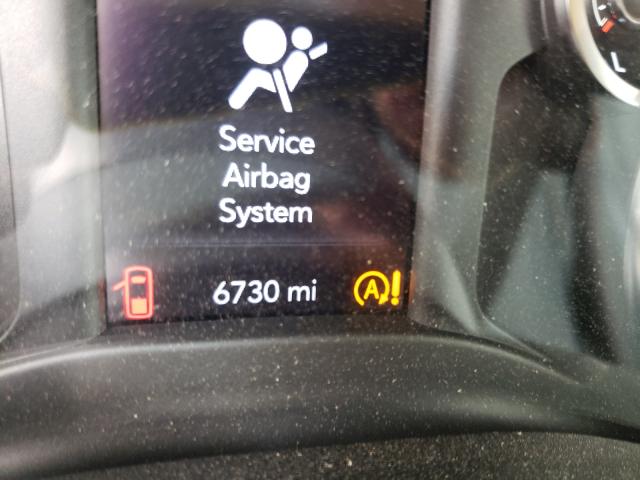 Service
Airbag
System
6730 mi
A!
L